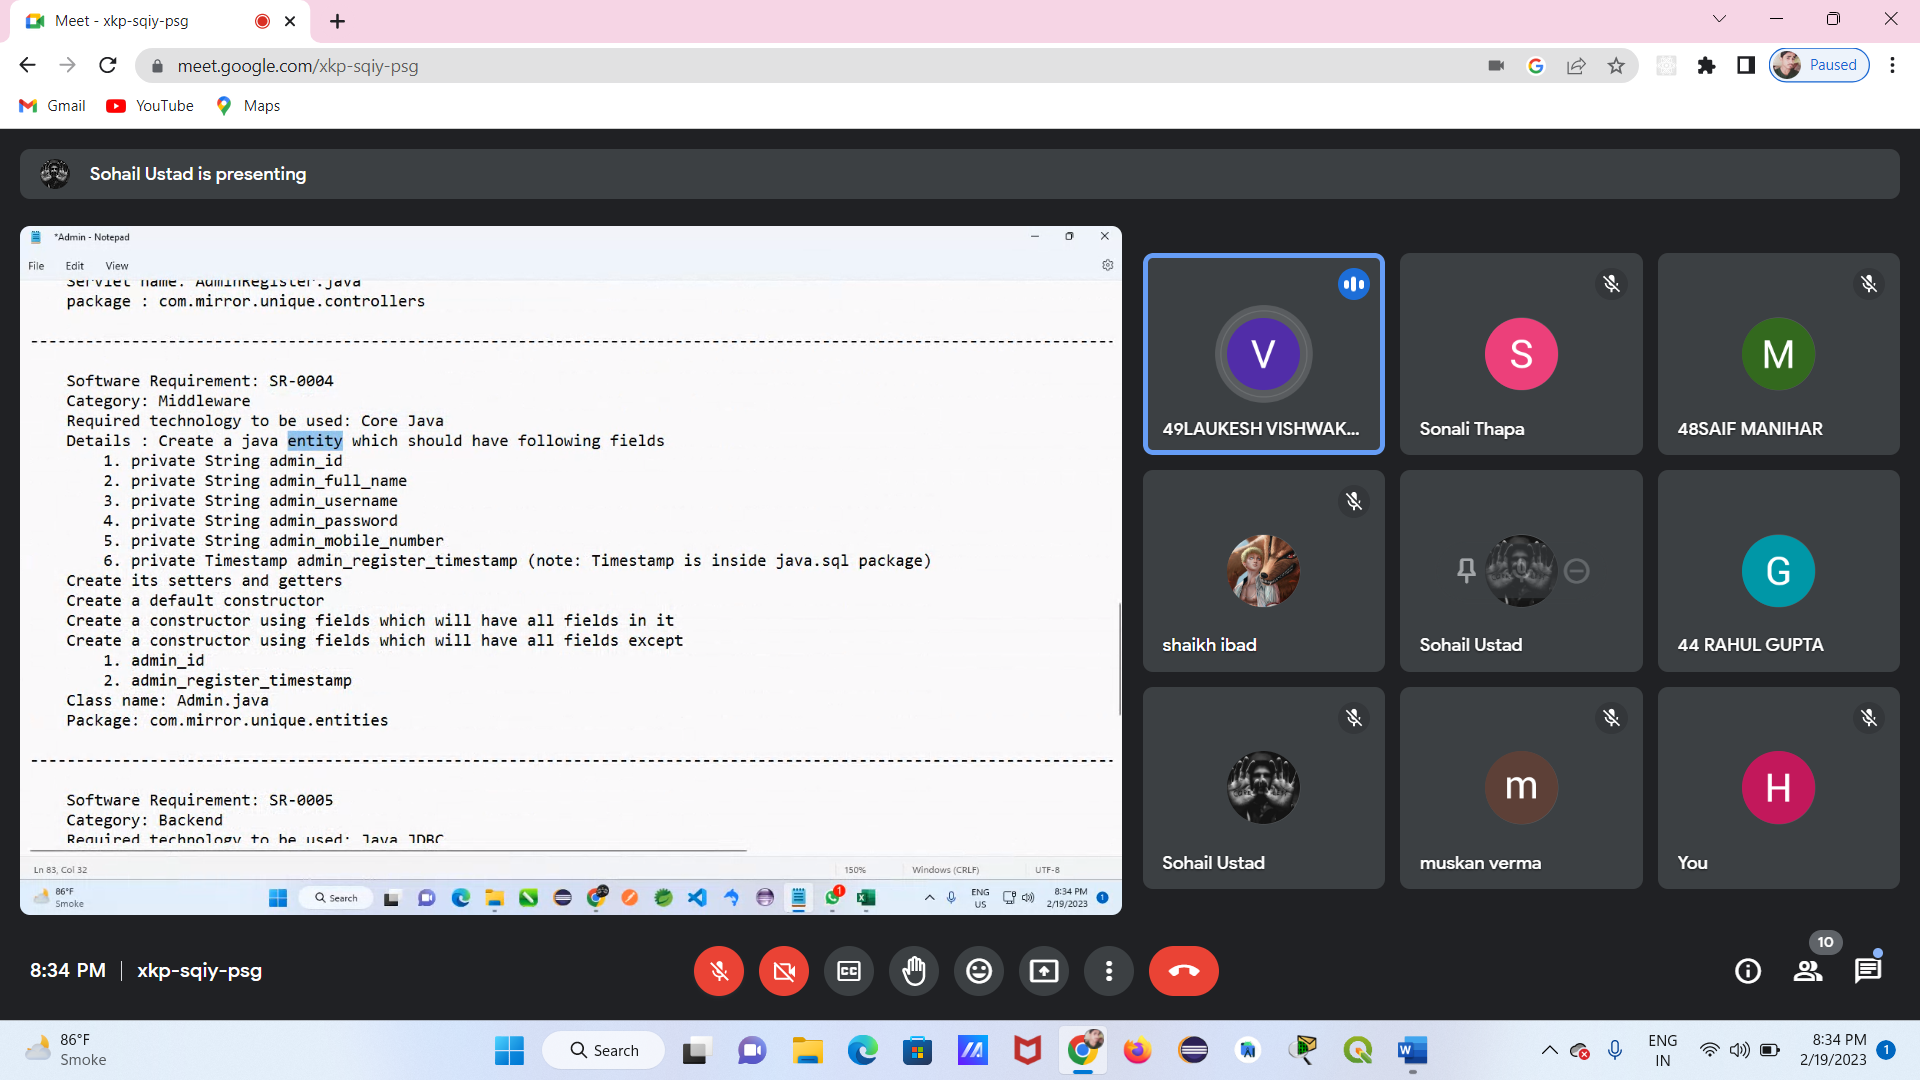 Meet - xkp-sqiy-psg
meet.google.com/xkp-sqiy-psg
Paused
Gmail
YouTube
Maps
Sohail Ustad is presenting
*Admin - Notepad
File Edit View
Servlet name: AdminRegister.java
package : com.mirror.unique.controllers
--------------------------------------------------------------------------------------------------------------------
Software Requirement: SR-0004
Category: Middleware
Required technology to be used: Core Java
Details : Create a java entity which should have following fields
1. private String admin_id
2. private String admin_full_name
3. private String admin_username
4. private String admin_password
5. private String admin_mobile_number
6. private Timestamp admin_register_timestamp (note: Timestamp is inside java.sql package)
Create its setters and getters
Create a default constructor
Create a constructor using fields which will have all fields in it
Create a constructor using fields which will have all fields except
1. admin_id
2. admin_register_timestamp
Class name: Admin.java
Package: com.mirror.unique.entities
--------------------------------------------------------------------------------------------------------------------
Software Requirement: SR-0005
Category: Backend
Required technology to be used: Java JDBC
Ln 83, Col 32
150%
Windows (CRLF)
UTF-8
86°F
Smoke
Search
1
ENG
US
8:34 PM
2/19/2023
1
V
49LAUKESH VISHWAK...
S
Sonali Thapa
M
48SAIF MANIHAR
shaikh ibad
Sohail Ustad
G
44 RAHUL GUPTA
Sohail Ustad
m
muskan verma
H
You
8:34 PM | xkp-sqiy-psg
CC
10
86°F
Smoke
Search
W
ENG
IN
8:34 PM
2/19/2023
1